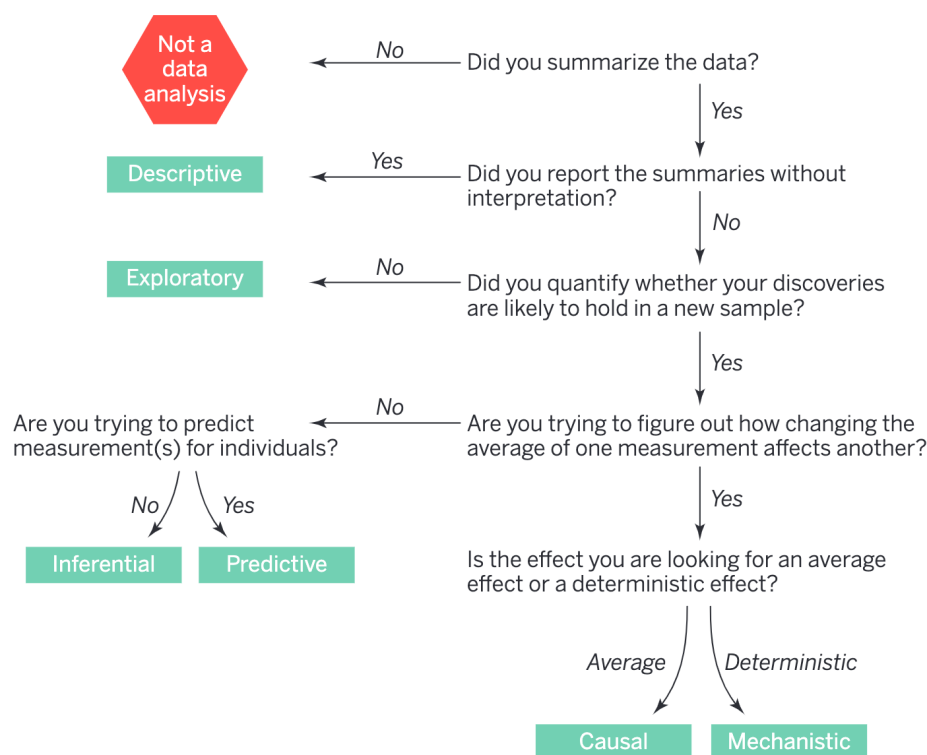 Not a
data
analysis
No
Did you summarize the data?
Yes
Descriptive
Yes
Did you report the summaries without
interpretation?
No
Exploratory
No
Did you quantify whether your discoveries
are likely to hold in a new sample?
Yes
Are you trying to predict
measurement(s) for individuals?
No
Are you trying to figure out how changing the
average of one measurement affects another?
No
Yes
Yes
Inferential
Predictive
Is the effect you are looking for an average
effect or a deterministic effect?
Average
Deterministic
Causal
Mechanistic